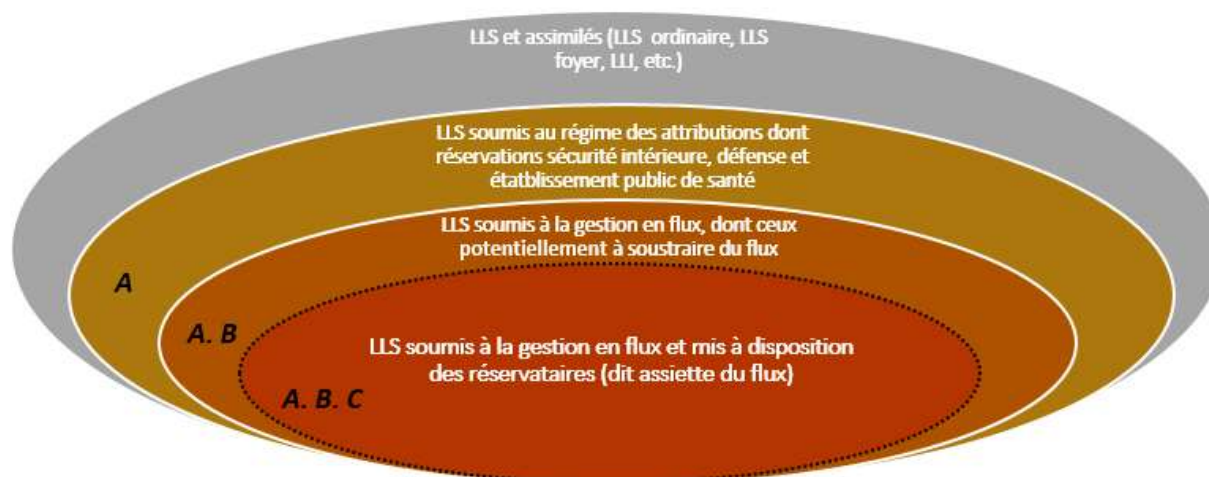 LLS et assimilés (LLS ordinaire, LLS
foyer, LLI, etc.)
LLS soumis au régime des attributions dont
réservations sécurité intérieure, défense et
étatblissement public de santé
LLS soumis à la gestion en flux, dont ceux
potentiellement à soustraire du flux
A
A. B
LLS soumis à la gestion en flux et mis à disposition
des réservataires (dit assiette du flux)
A. B. C